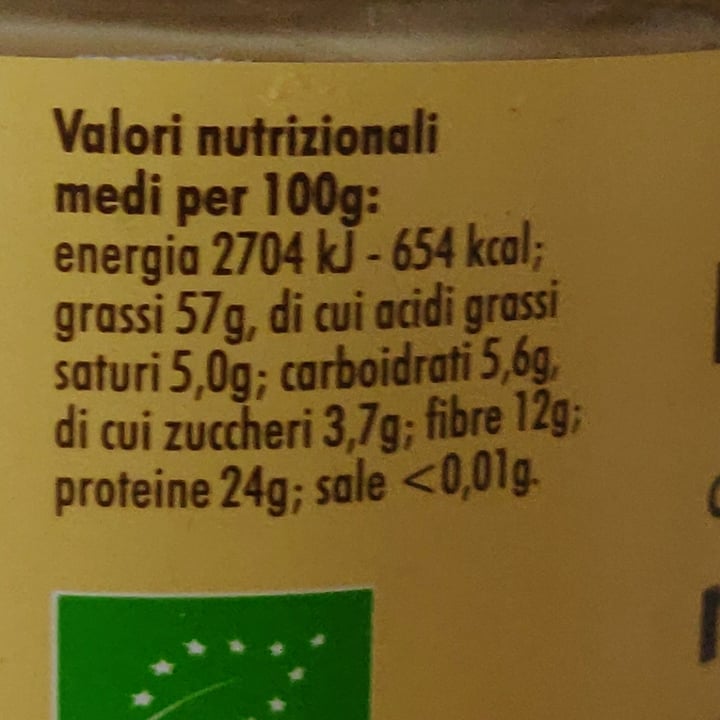 Valori nutrizionali
medi per 100g:
energia 2704 kJ - 654 kcal;
grassi 57g, di cui acidi grassi
saturi 5,0g; carboidrati 5,6g,
di cui zuccheri 3,7g; fibre 12g;
proteine 24g; sale <0,01g.